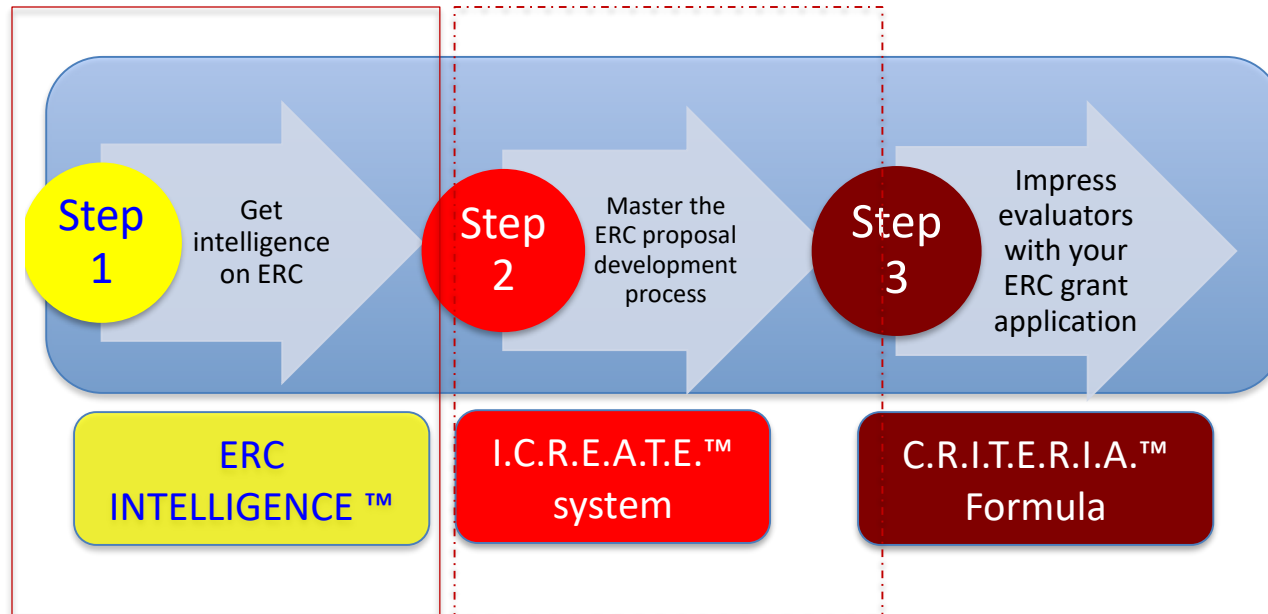 Step
1
Get
intelligence
on ERC
Step
2
Master the
ERC proposal
development
process
Step
3
Impress
evaluators
with your
ERC grant
application
ERC
INTELLIGENCE ™
I.C.R.E.A.T.E.™
system
C.R.I.T.E.R.I.A.™
Formula